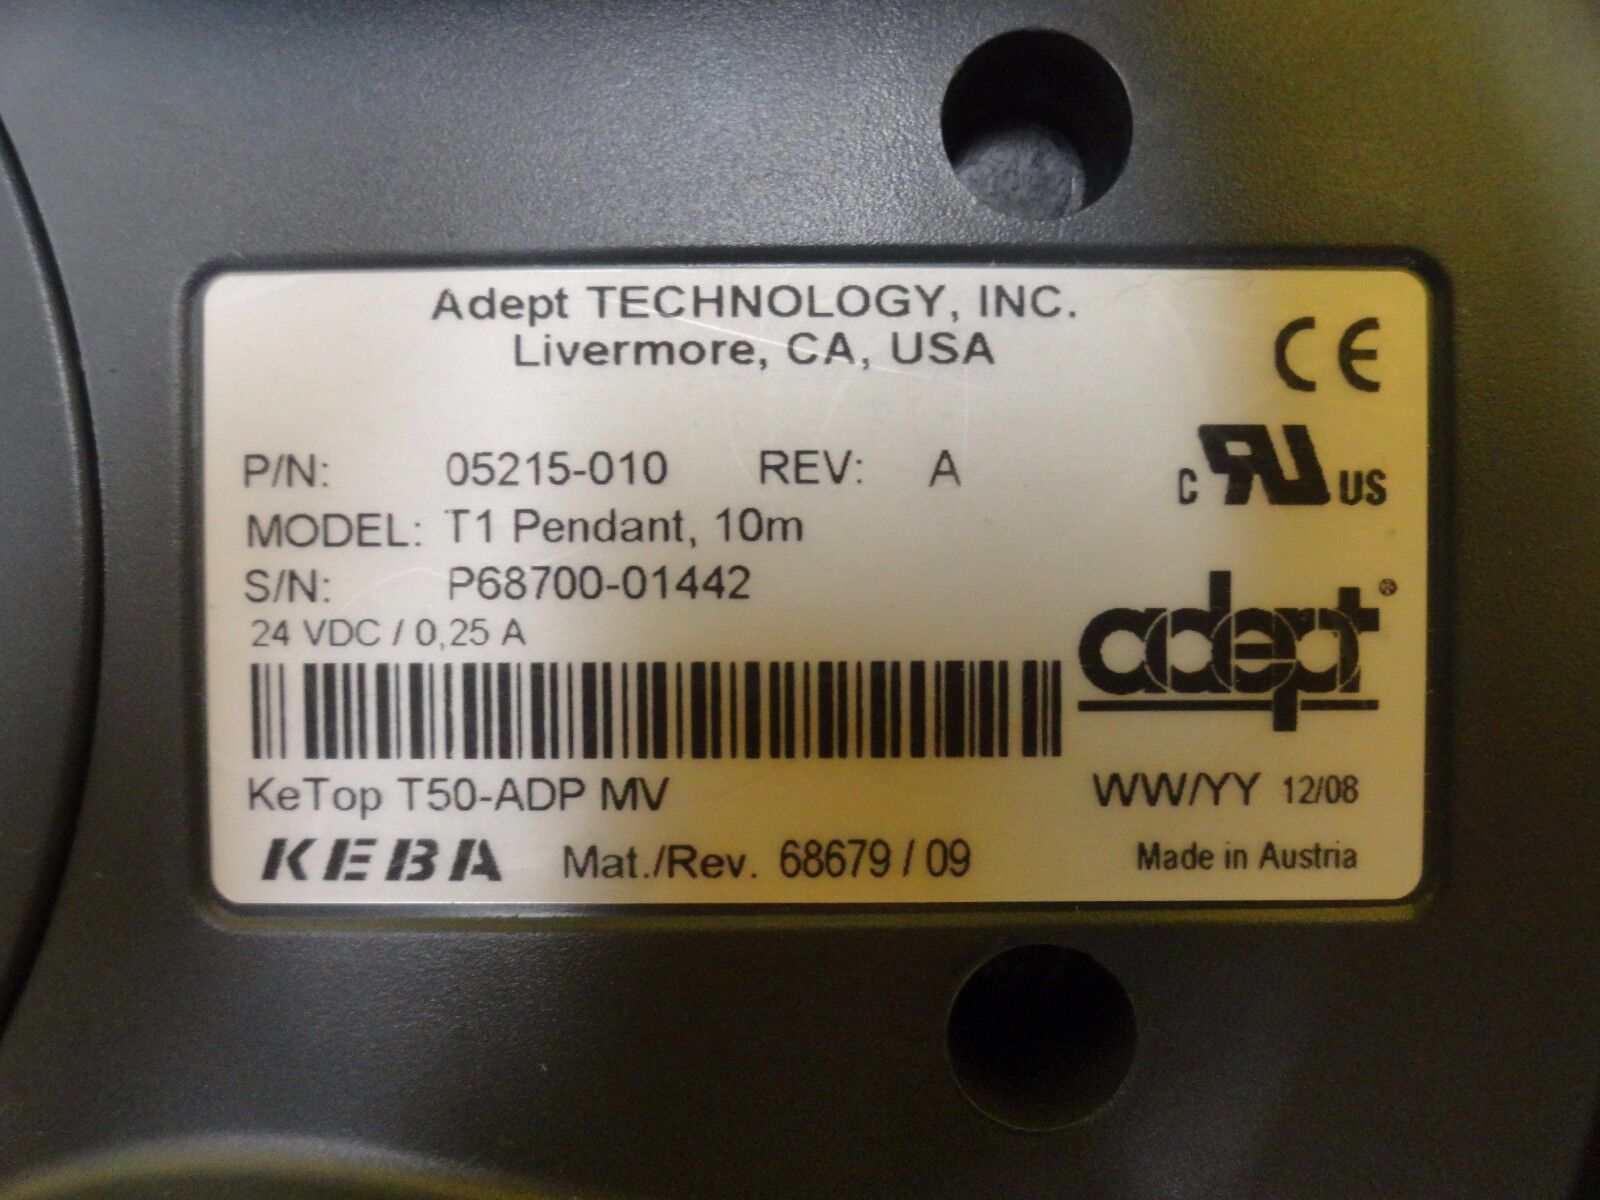 Adept TECHNOLOGY, INC.
Livermore, CA, USA
CE
P/N: 05215-010 REV: A
c RU US
MODEL: T1 Pendant, 10m
S/N: P68700-01442
24 VDC / 0,25 A
adept®
KeTop T50-ADP MV
WW/YY 12/08
KEBA Mat./Rev. 68679 / 09
Made in Austria